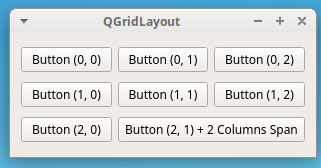 QGridLayout
Button (0, 0) Button (0, 1) Button (0, 2)
Button (1, 0) Button (1, 1) Button (1, 2)
Button (2, 0) Button (2, 1) + 2 Columns Span